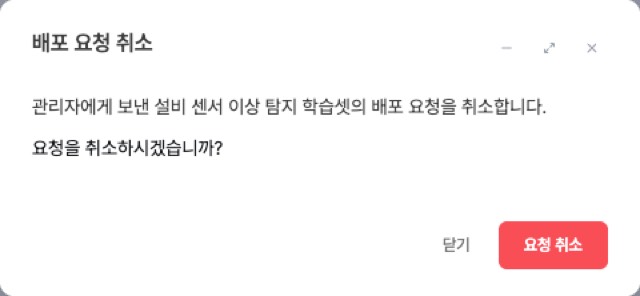 배포 요청 취소
관리자에게 보낸 설비 센서 이상 탐지 학습셋의 배포 요청을 취소합니다.
요청을 취소하시겠습니까?
닫기
요청 취소